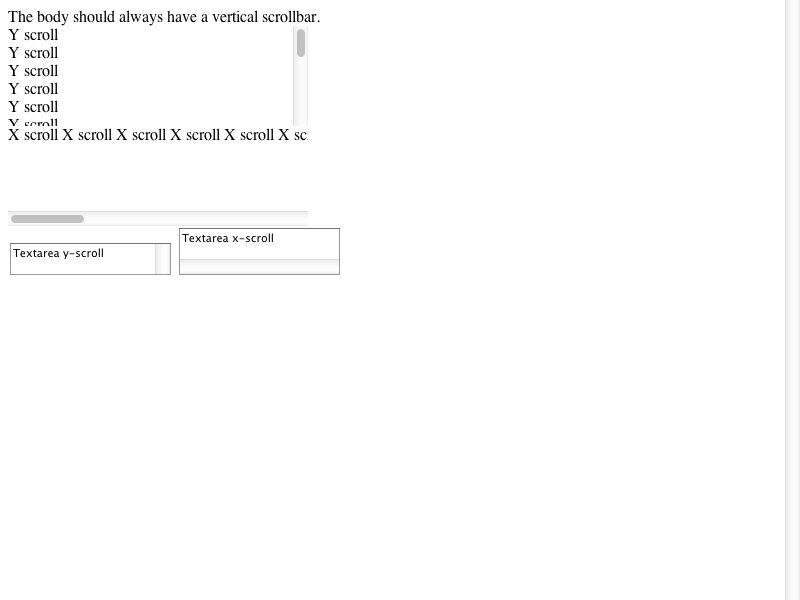 The body should always have a vertical scrollbar.
Y scroll
Y scroll
Y scroll
Y scroll
Y scroll
Y scroll
X scroll X scroll X scroll X scroll X scroll X sc
Textarea x-scroll
Textarea y-scroll